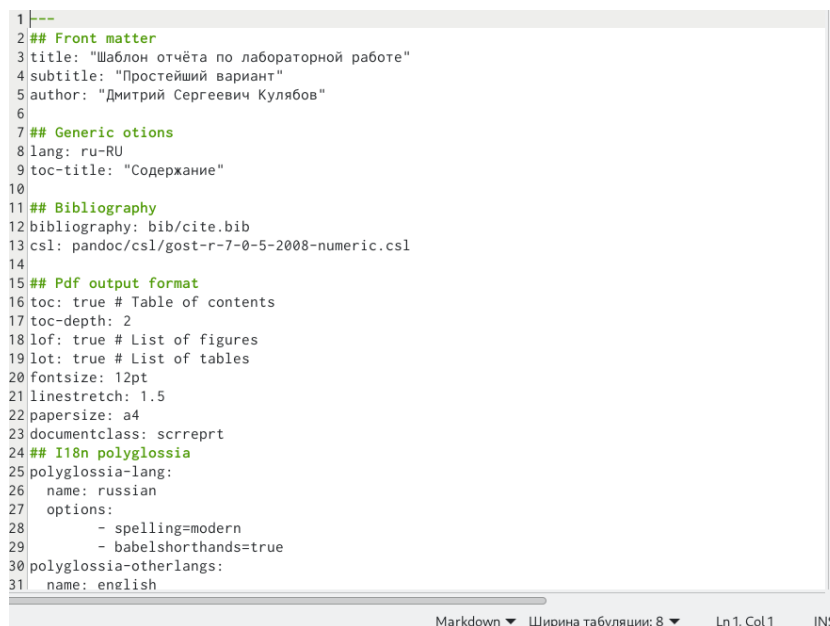 1 ---
2 ## Front matter
3 title: "Шаблон отчёта по лабораторной работе"
4 subtitle: "Простейший вариант"
5 author: "Дмитрий Сергеевич Кулябов"
6
7 ## Generic otions
8 lang: ru-RU
9 toc-title: "Содержание"
10
11 ## Bibliography
12 bibliography: bib/cite.bib
13 csl: pandoc/csl/gost-r-7-0-5-2008-numeric.csl
14
15 ## Pdf output format
16 toc: true # Table of contents
17 toc-depth: 2
18 lof: true # List of figures
19 lot: true # List of tables
20 fontsize: 12pt
21 linestretch: 1.5
22 papersize: a4
23 documentclass: scrreprt
24 ## I18n polyglossia
25 polyglossia-lang:
26   name: russian
27   options:
28         - spelling=modern
29         - babelshorthands=true
30 polyglossia-otherlangs:
31   name: english
Markdown Ширина табуляции: 8 Ln 1, Col 1 INS